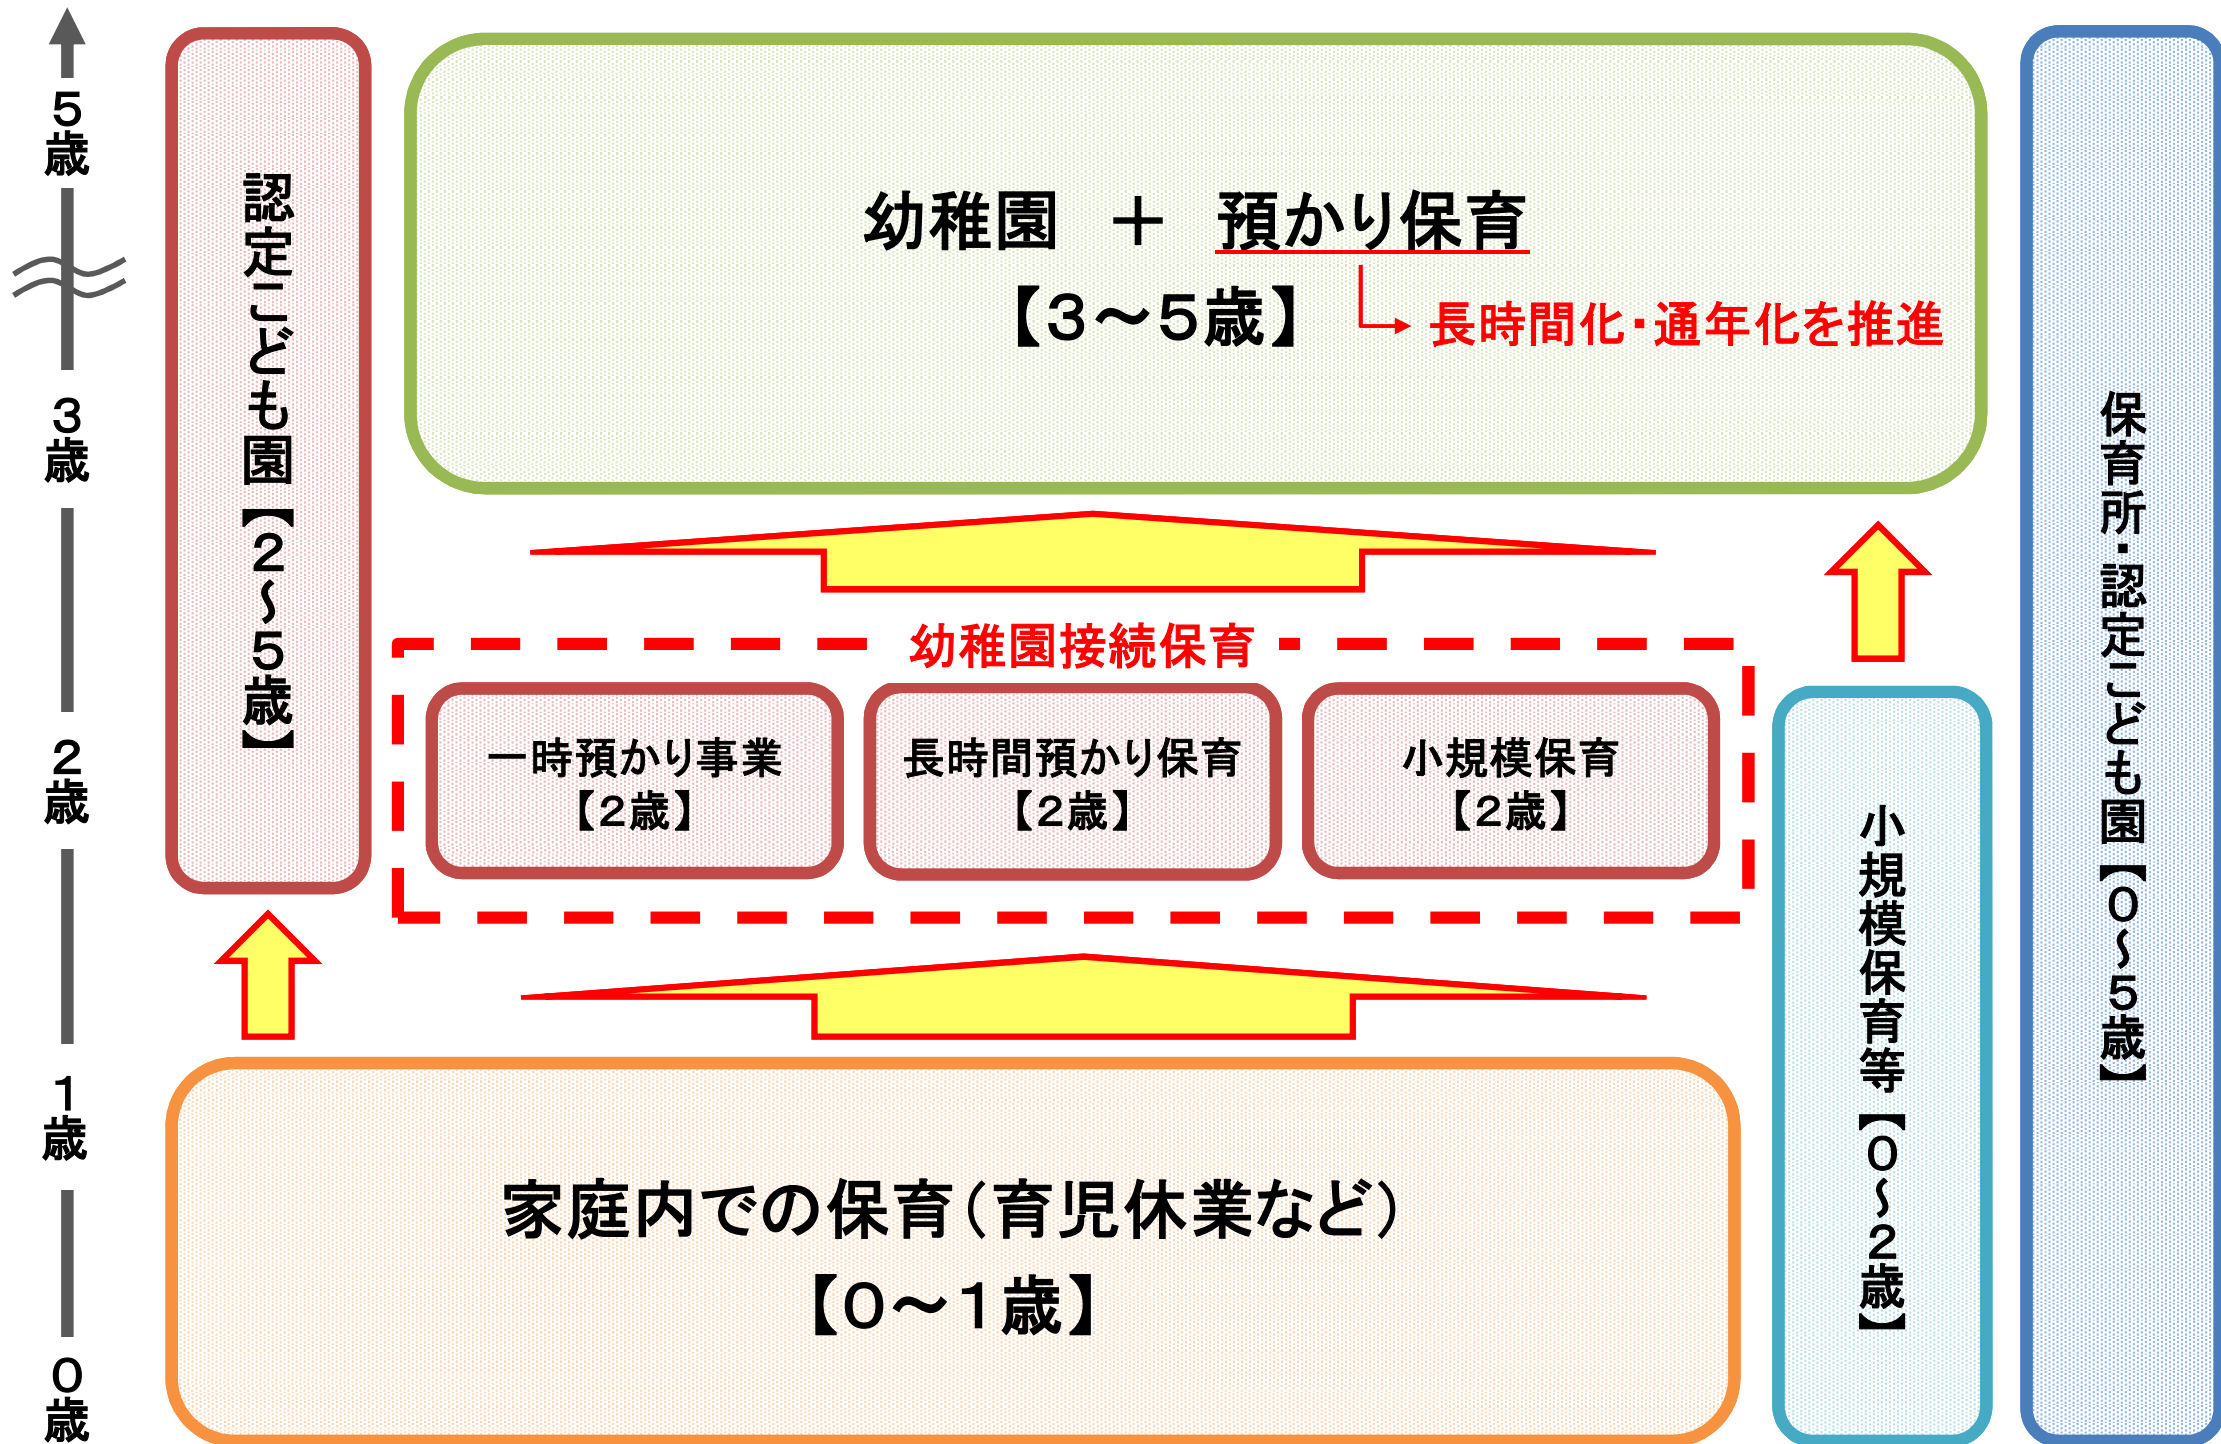 5歳
3歳
2歳
1歳
0歳
認定こども園【2～5歳】
幼稚園　＋　預かり保育
【3～5歳】
長時間化・通年化を推進
幼稚園接続保育
一時預かり事業
【2歳】
長時間預かり保育
【2歳】
小規模保育
【2歳】
家庭内での保育（育児休業など）
【0～1歳】
小規模保育等【0～2歳】
保育所・認定こども園【0～5歳】